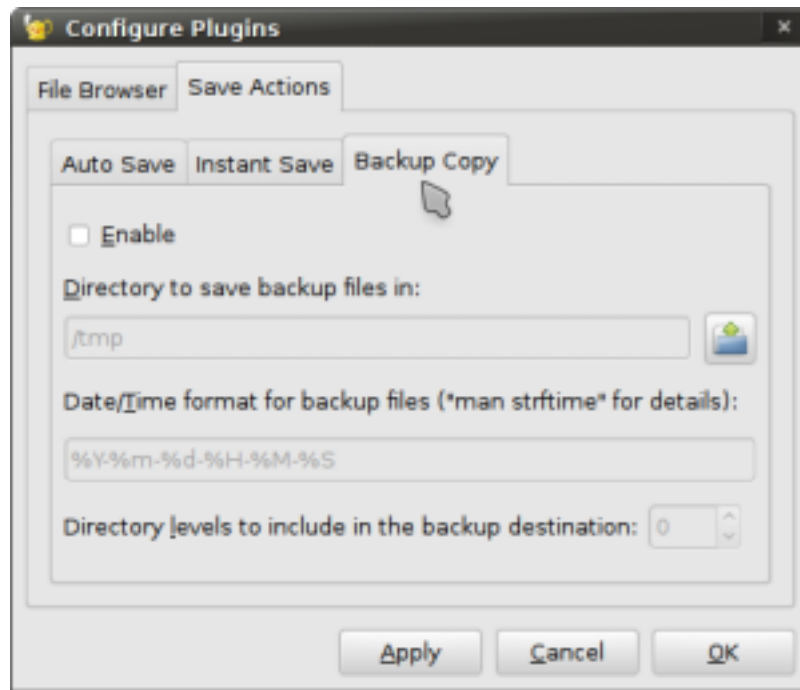 Configure Plugins
File Browser Save Actions
Auto Save Instant Save Backup Copy
Enable
Directory to save backup files in:
/tmp
Date/Time format for backup files ("man strftime" for details):
%Y-%m-%d-%H-%M-%S
Directory levels to include in the backup destination: 0
Apply Cancel OK